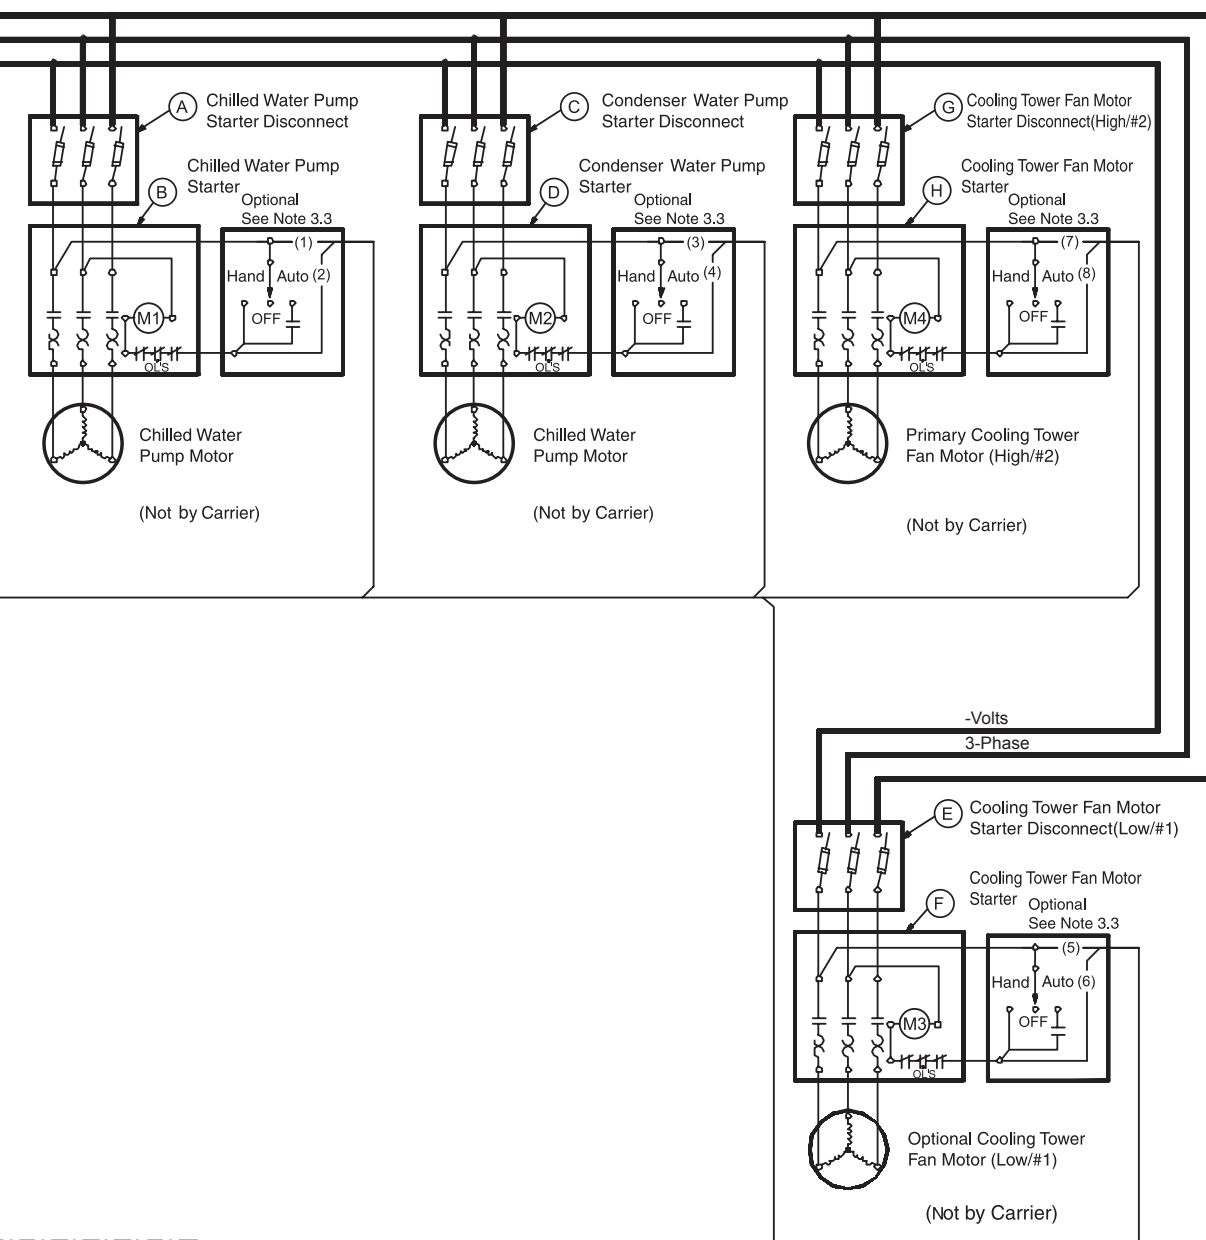 A
Chilled Water Pump
Starter Disconnect
B
Chilled Water Pump
Starter
Optional
See Note 3.3
(1)
Hand
Auto (2)
OFF
M1
OL'S
Chilled Water
Pump Motor
(Not by Carrier)
C
Condenser Water Pump
Starter Disconnect
D
Condenser Water Pump
Starter
Optional
See Note 3.3
(3)
Hand
Auto (4)
OFF
M2
OL'S
Chilled Water
Pump Motor
(Not by Carrier)
G
Cooling Tower Fan Motor
Starter Disconnect(High/#2)
H
Cooling Tower Fan Motor
Starter
Optional
See Note 3.3
(7)
Hand
Auto (8)
OFF
M4
OL'S
Primary Cooling Tower
Fan Motor (High/#2)
(Not by Carrier)
-Volts
3-Phase
E
Cooling Tower Fan Motor
Starter Disconnect(Low/#1)
F
Cooling Tower Fan Motor
Starter
Optional
See Note 3.3
(5)
Hand
Auto (6)
OFF
M3
OL'S
Optional Cooling Tower
Fan Motor (Low/#1)
(Not by Carrier)